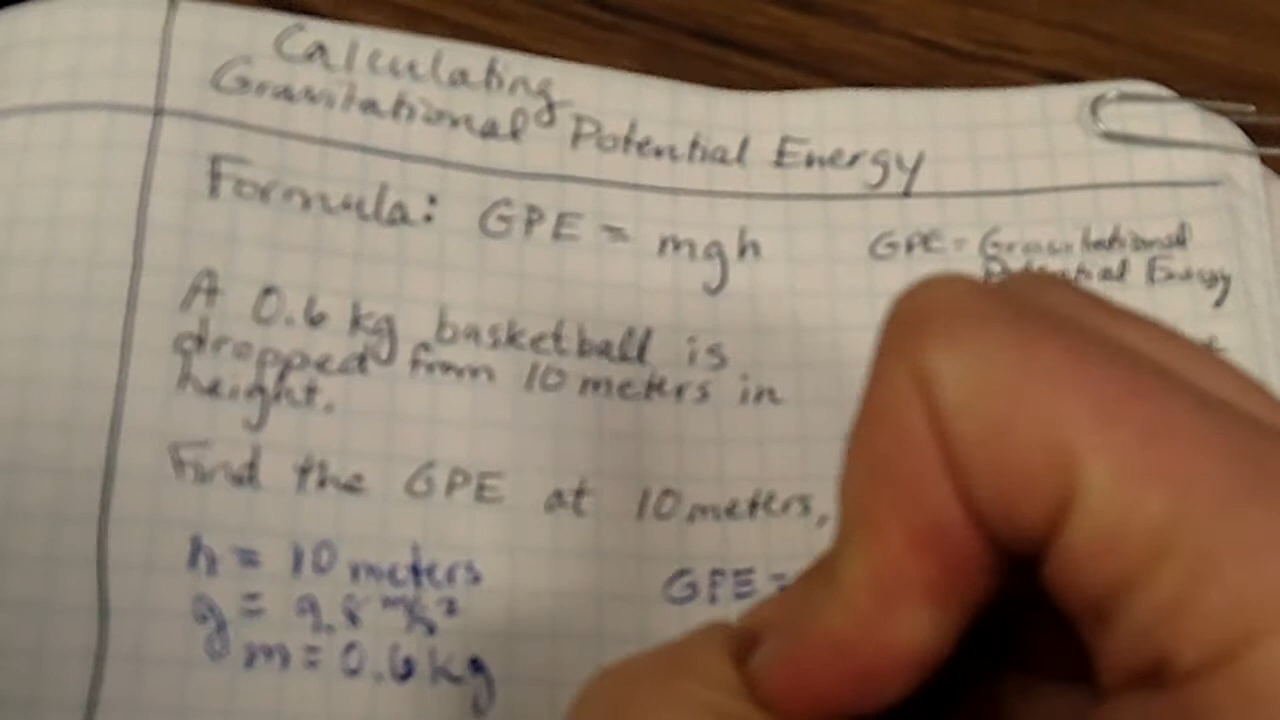 Calculating
Gravitational Potential Energy
Formula: GPE = mgh
GPE = Gravitational
Potential Energy
A 0.6 kg basketball is
dropped from 10 meters in
height.
Find the GPE at 10 meters,
h = 10 meters
g = 9.8 m/s²
m = 0.6 kg
GPE =